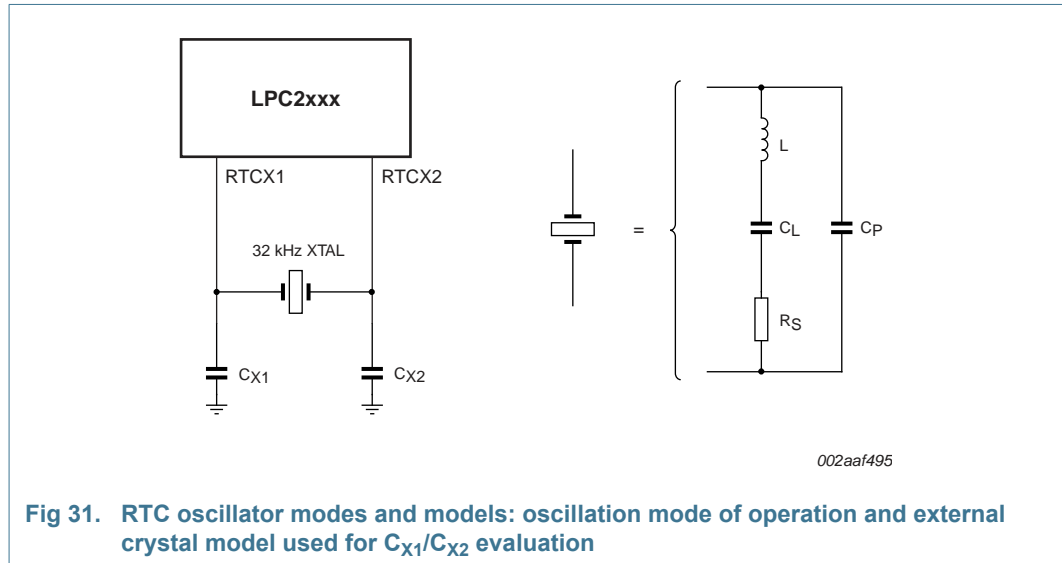 LPC2xxx
RTCX1
RTCX2
32 kHz XTAL
CX1
CX2
=
L
CL
CP
RS
002aaf495
Fig 31. RTC oscillator modes and models: oscillation mode of operation and external
crystal model used for CX1/CX2 evaluation